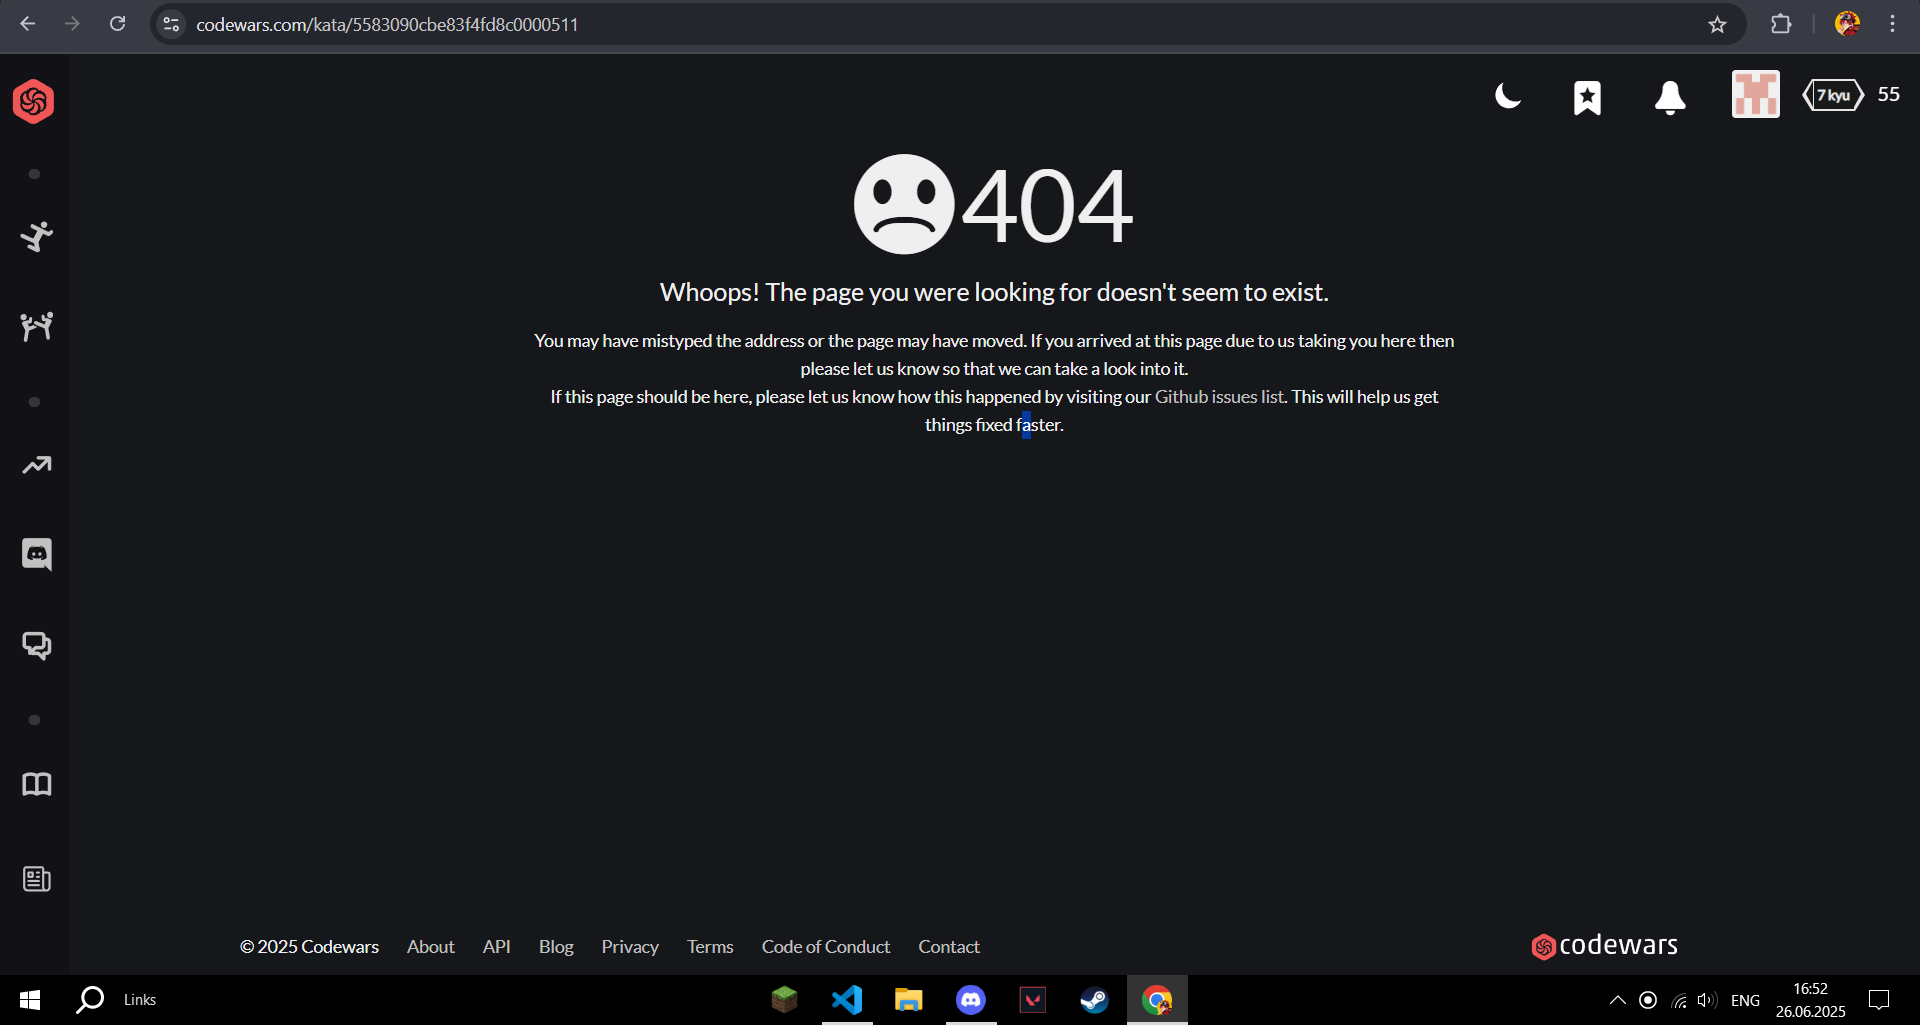 codewars.com/kata/5583090cbe83f4fd8c0000511
7 kyu
55
404
Whoops! The page you were looking for doesn't seem to exist.
You may have mistyped the address or the page may have moved. If you arrived at this page due to us taking you here then
please let us know so that we can take a look into it.
If this page should be here, please let us know how this happened by visiting our Github issues list. This will help us get
things fixed faster.
© 2025 Codewars About API Blog Privacy Terms Code of Conduct Contact
codewars
Links
ENG
16:52
26.06.2025